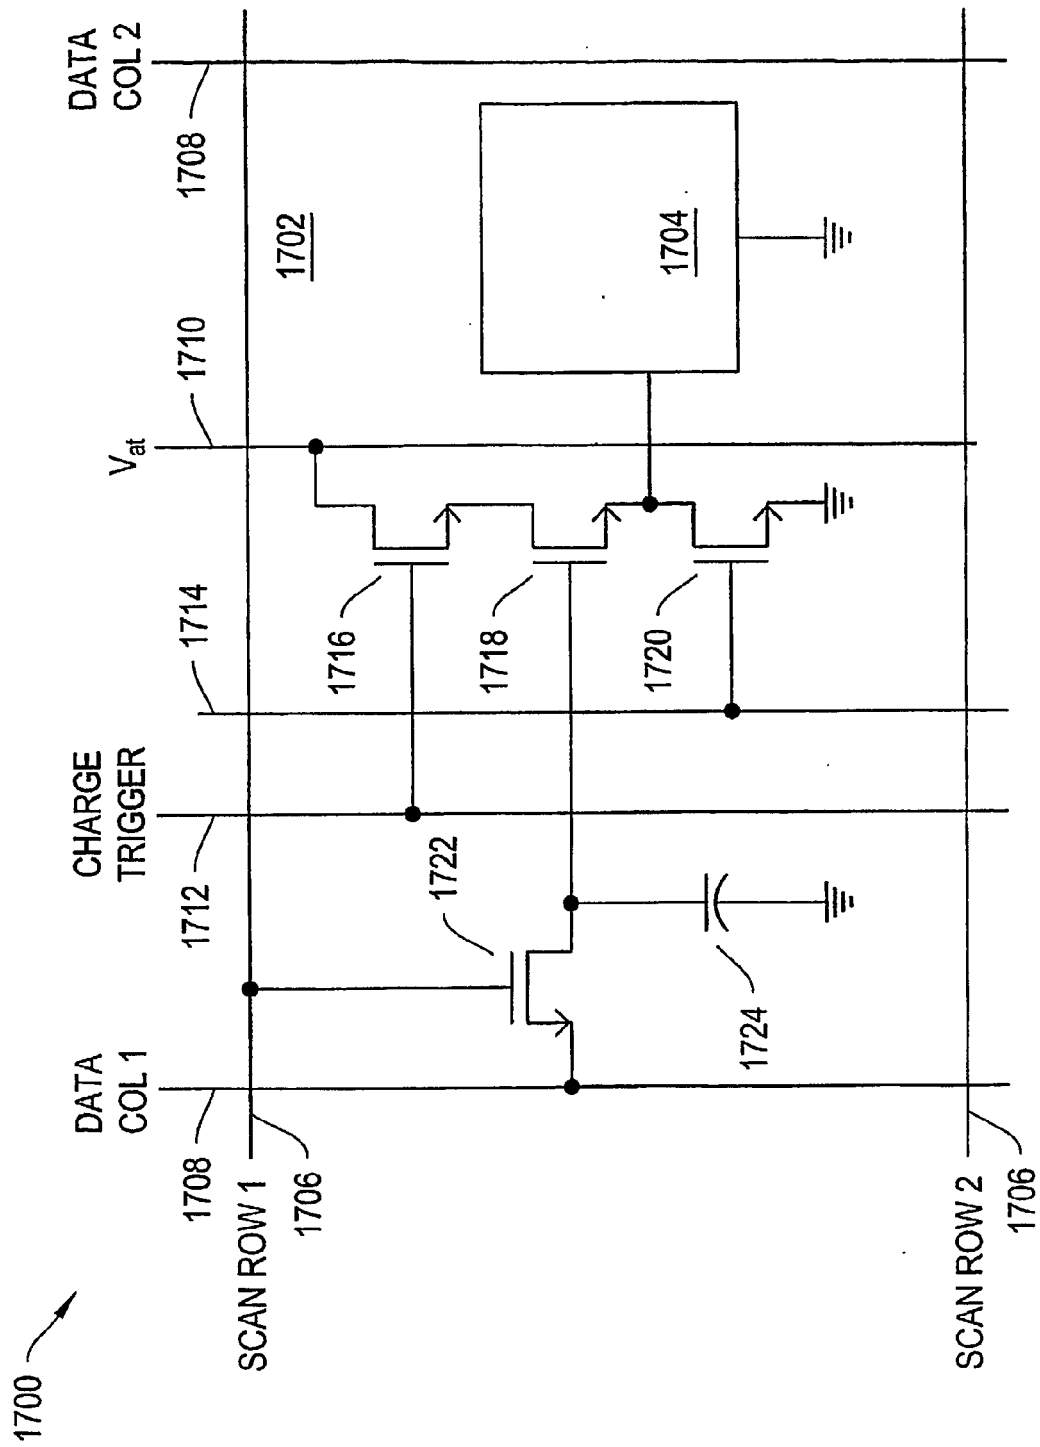 1700
DATA
COL 1
1708
CHARGE
TRIGGER
1712
1714
V_at
1710
DATA
COL 2
1708
SCAN ROW 1
1706
1702
1722
1716
1718
1720
1704
1724
SCAN ROW 2
1706